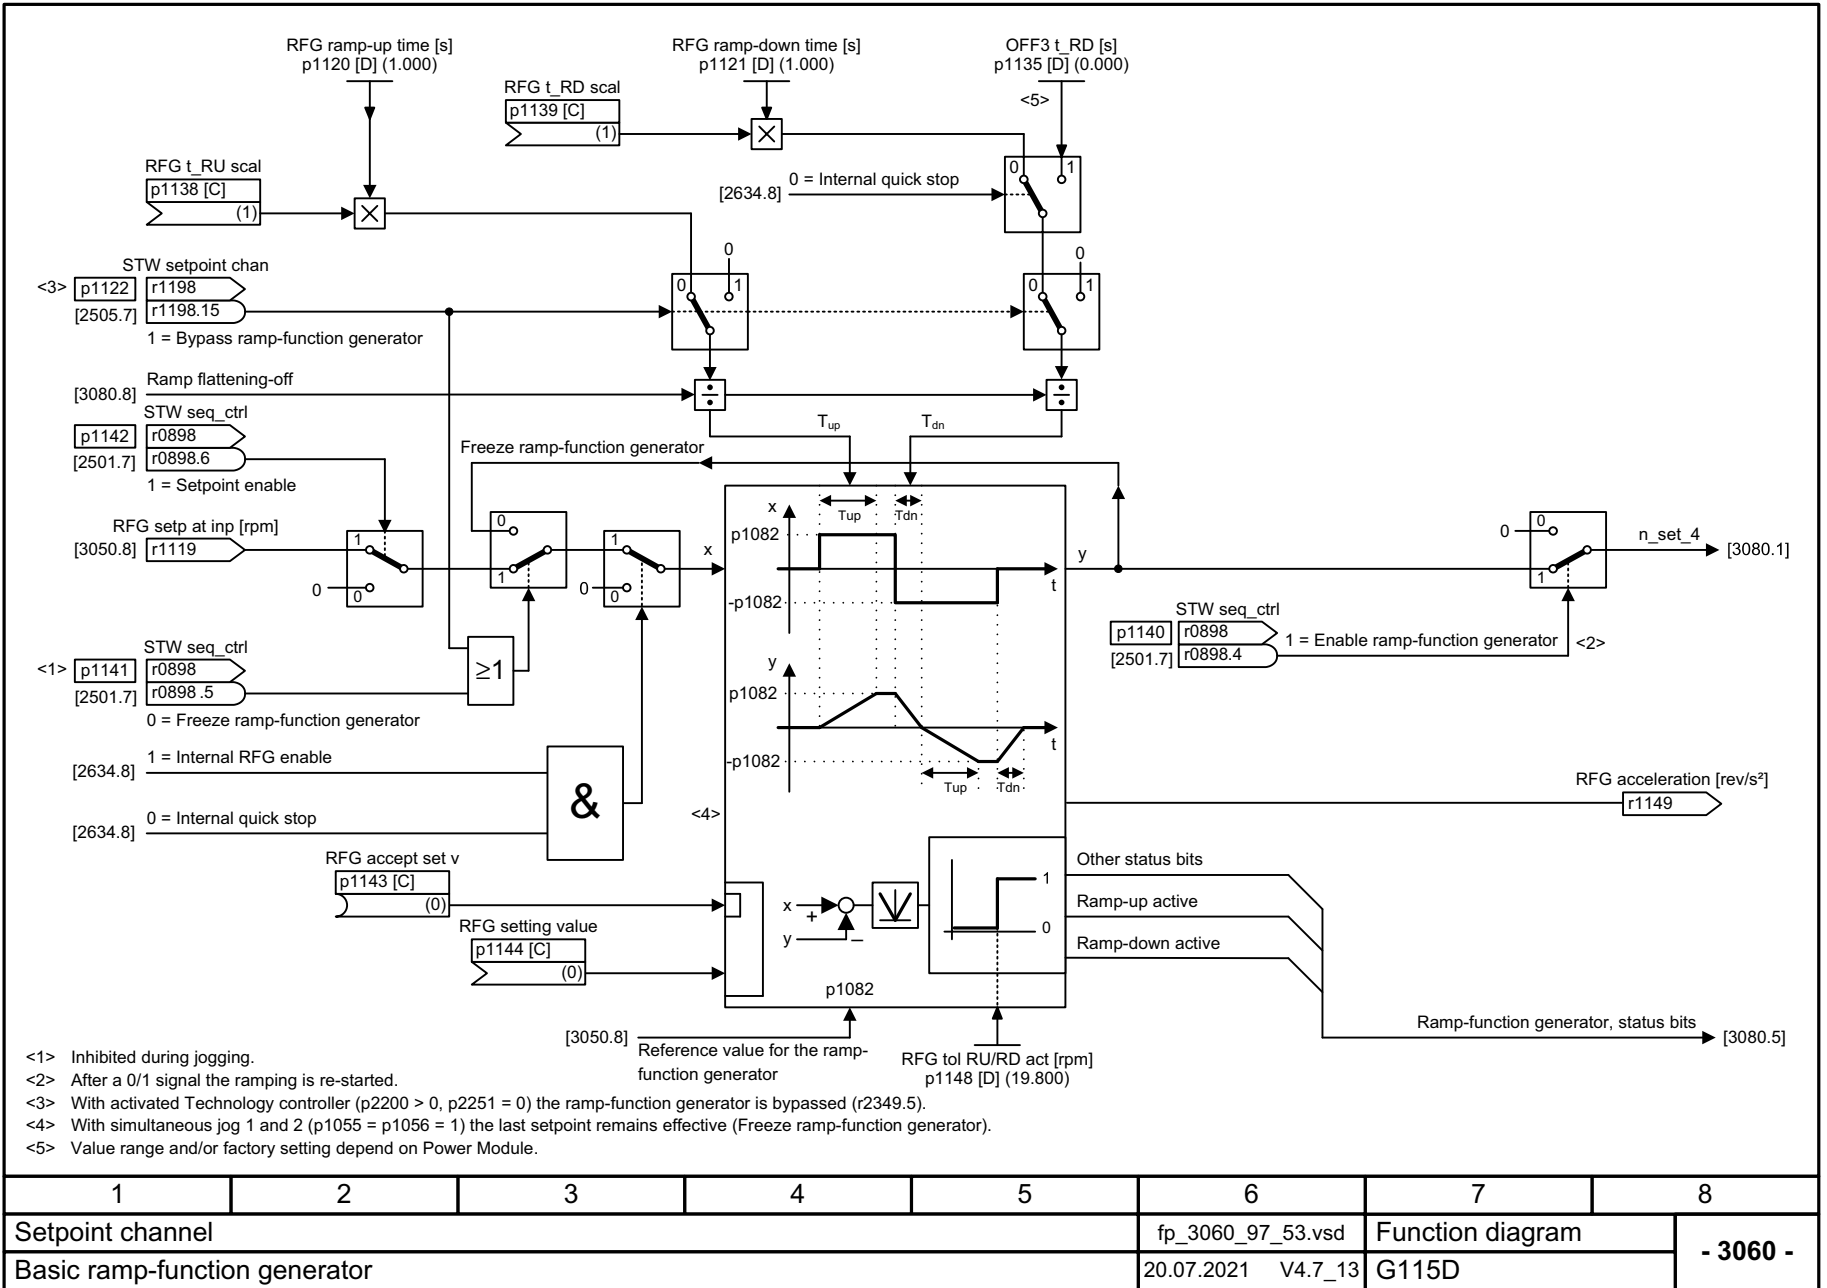 RFG ramp-up time [s]
p1120 [D] (1.000)
RFG ramp-down time [s]
p1121 [D] (1.000)
OFF3 t_RD [s]
p1135 [D] (0.000)
<5>
RFG t_RD scal
p1139 [C]
(1)
0
1
RFG t_RU scal
p1138 [C]
(1)
[2634.8]
0 = Internal quick stop
STW setpoint chan
<3>
p1122
r1198
[2505.7]
r1198.15
1 = Bypass ramp-function generator
0
0
1
0
0
1
[3080.8]
Ramp flattening-off
STW seq_ctrl
p1142
r0898
[2501.7]
r0898.6
1 = Setpoint enable
Tup
Tdn
Freeze ramp-function generator
RFG setp at inp [rpm]
[3050.8]
r1119
1
0
0
0
1
1
0
0
x
x
p1082
-p1082
Tup
Tdn
t
y
p1082
-p1082
Tup
Tdn
t
y
0
0
1
n_set_4
[3080.1]
STW seq_ctrl
p1140
r0898
[2501.7]
r0898.4
1 = Enable ramp-function generator
<2>
STW seq_ctrl
<1>
p1141
r0898
[2501.7]
r0898 .5
0 = Freeze ramp-function generator
≥1
[2634.8]
1 = Internal RFG enable
[2634.8]
0 = Internal quick stop
&
<4>
RFG acceleration [rev/s²]
r1149
RFG accept set v
p1143 [C]
(0)
RFG setting value
p1144 [C]
(0)
x
+
y
–
1
0
Other status bits
Ramp-up active
Ramp-down active
p1082
[3050.8]
Reference value for the ramp-
function generator
RFG tol RU/RD act [rpm]
p1148 [D] (19.800)
Ramp-function generator, status bits
[3080.5]
<1> Inhibited during jogging.
<2> After a 0/1 signal the ramping is re-started.
<3> With activated Technology controller (p2200 > 0, p2251 = 0) the ramp-function generator is bypassed (r2349.5).
<4> With simultaneous jog 1 and 2 (p1055 = p1056 = 1) the last setpoint remains effective (Freeze ramp-function generator).
<5> Value range and/or factory setting depend on Power Module.
1 2 3 4 5 6 7 8
Setpoint channel
fp_3060_97_53.vsd
Function diagram
- 3060 -
Basic ramp-function generator
20.07.2021 V4.7_13
G115D